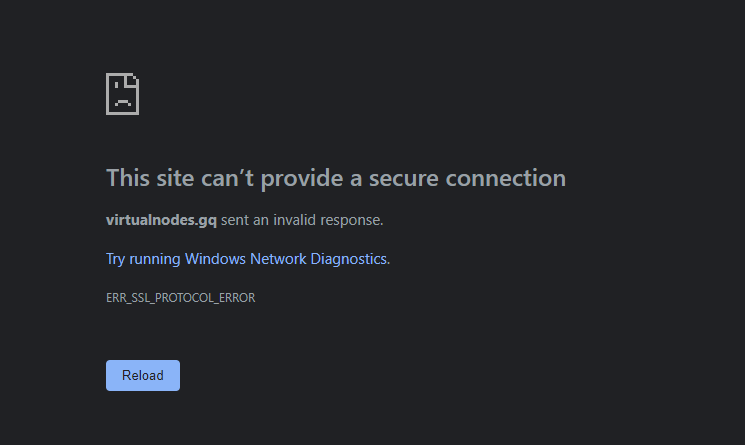 This site can’t provide a secure connection
virtualnodes.gq sent an invalid response.
Try running Windows Network Diagnostics.
ERR_SSL_PROTOCOL_ERROR
Reload